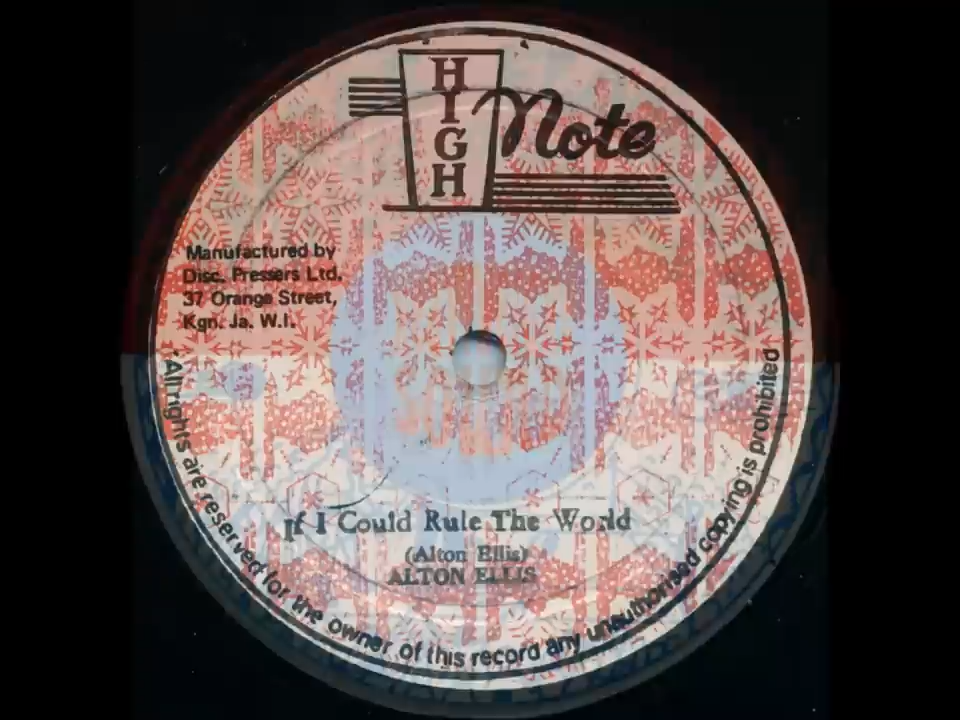 HIGH
Note
Manufactured by
Disc. Pressers Ltd.
37 Orange Street,
Kgn. Ja. W.I.
If I Could Rule The World
(Alton Ellis)
ALTON ELLIS
All rights are reserved for the owner of this record any unauthorised copying is prohibited